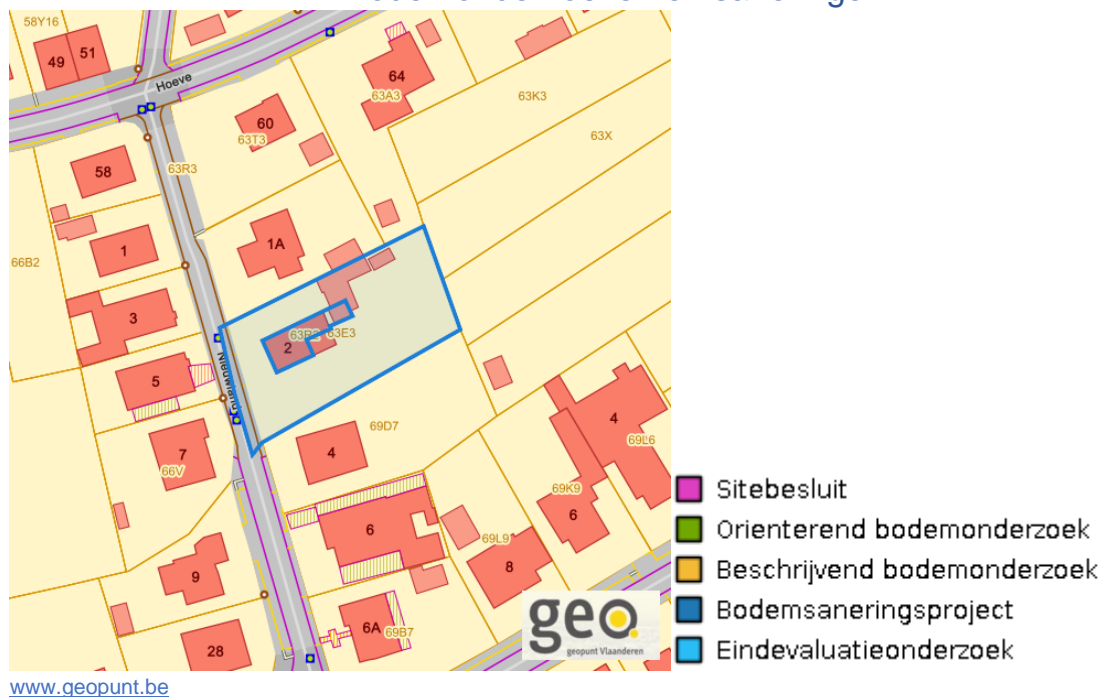 58Y16
49
51
Hoeve
64
63A3
63K3
60
63T3
63X
58
63R3
66B2
1
1A
3
63E3
2
5
7
66V
4
69D7
4
69L6
6
69K9
6
69L9
8
9
28
6A
69B7
geo.
geopunt Vlaanderen
Sitebesluit
Orienterend bodemonderzoek
Beschrijvend bodemonderzoek
Bodemsaneringsproject
Eindevaluatieonderzoek
www.geopunt.be